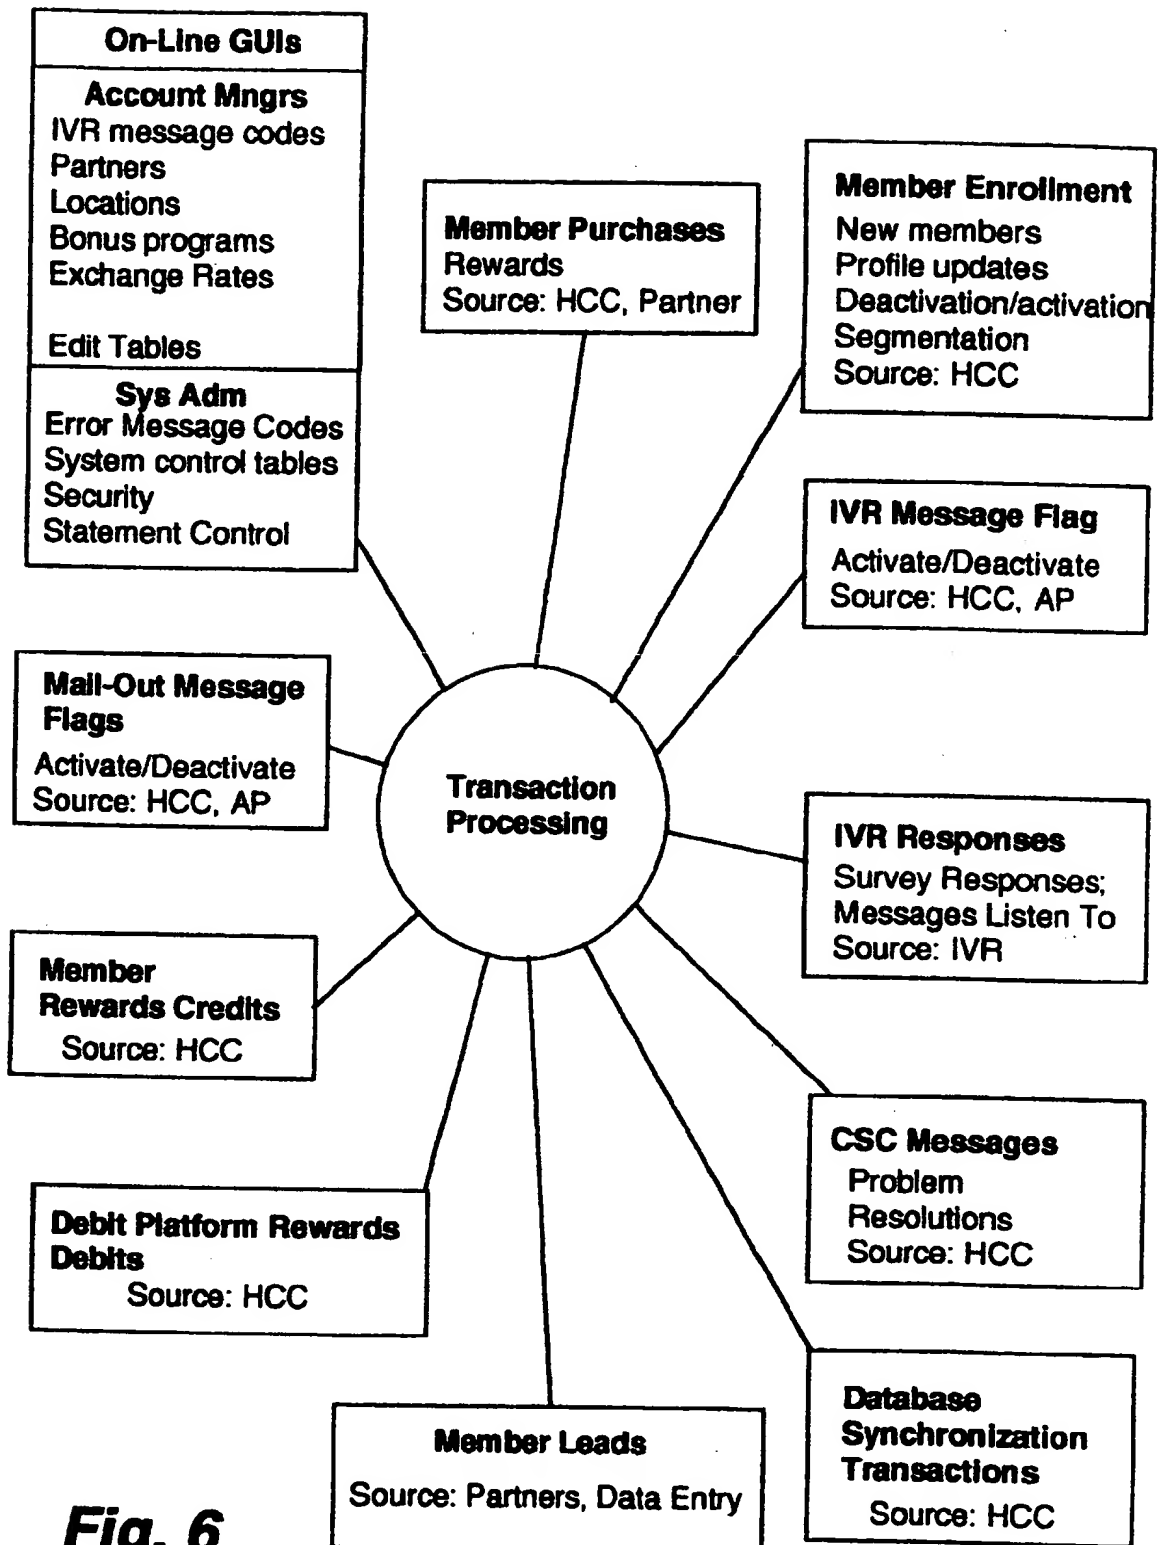 On-Line GUIs
Account Mngrs
IVR message codes
Partners
Locations
Bonus programs
Exchange Rates
Edit Tables
Sys Adm
Error Message Codes
System control tables
Security
Statement Control
Member Purchases
Rewards
Source: HCC, Partner
Member Enrollment
New members
Profile updates
Deactivation/activation
Segmentation
Source: HCC
IVR Message Flag
Activate/Deactivate
Source: HCC, AP
Mail-Out Message
Flags
Activate/Deactivate
Source: HCC, AP
Transaction
Processing
IVR Responses
Survey Responses;
Messages Listen To
Source: IVR
Member
Rewards Credits
Source: HCC
CSC Messages
Problem
Resolutions
Source: HCC
Debit Platform Rewards
Debits
Source: HCC
Database
Synchronization
Transactions
Source: HCC
Member Leads
Source: Partners, Data Entry
Fig. 6